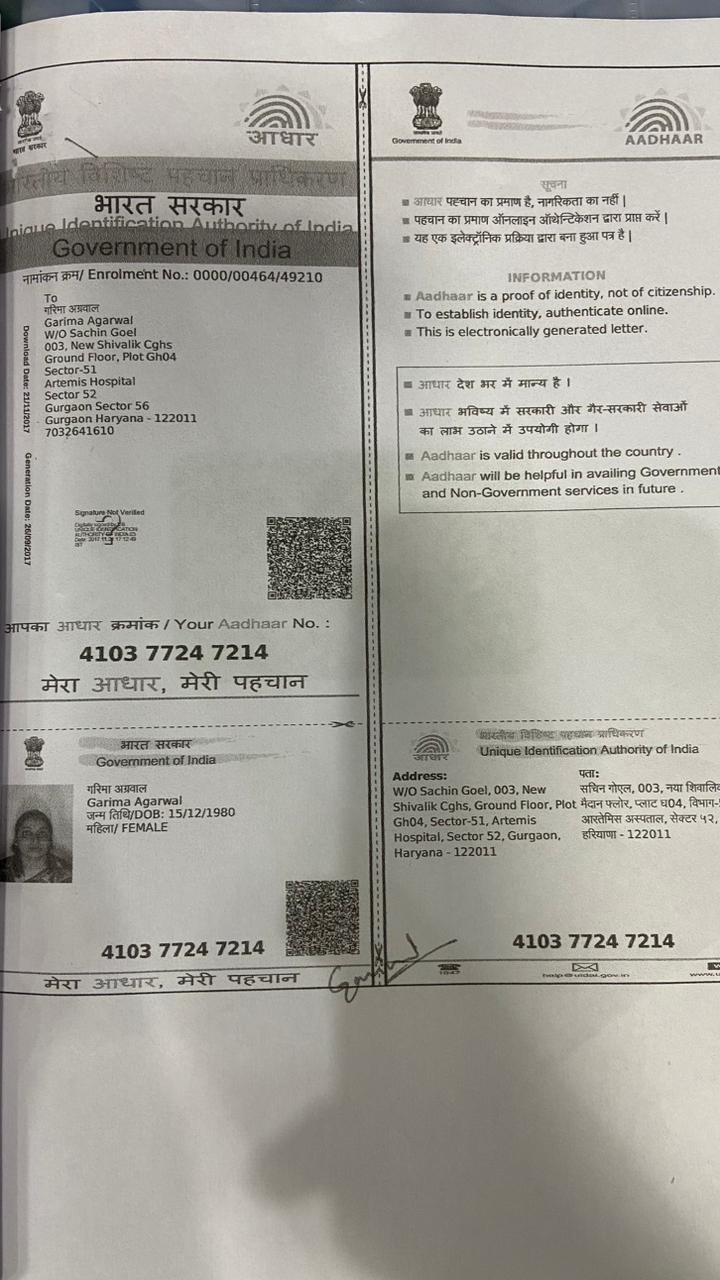 भारत सरकार
आधार
भारतीय विशिष्ट पहचान प्राधिकरण
भारत सरकार
Unique Identification Authority of India
Government of India
नामांकन क्रम/ Enrolment No.: 0000/00464/49210
To
गरिमा अग्रवाल
Garima Agarwal
W/O Sachin Goel
003, New Shivalik Cghs
Ground Floor, Plot Gh04
Sector-51
Artemis Hospital
Sector 52
Gurgaon Sector 56
Gurgaon Haryana - 122011
7032641610
Download Date: 21/11/2017
Generation Date: 26/09/2017
Signature Not Verified
आपका आधार क्रमांक / Your Aadhaar No. :
4103 7724 7214
मेरा आधार, मेरी पहचान
भारत सरकार
Government of India
गरिमा अग्रवाल
Garima Agarwal
जन्म तिथि/DOB: 15/12/1980
महिला/ FEMALE
4103 7724 7214
मेरा आधार, मेरी पहचान
Government of India
AADHAAR
सूचना
आधार पहचान का प्रमाण है, नागरिकता का नहीं |
पहचान का प्रमाण ऑनलाइन ऑथेन्टिकेशन द्वारा प्राप्त करें |
यह एक इलेक्ट्रॉनिक प्रक्रिया द्वारा बना हुआ पत्र है |
INFORMATION
Aadhaar is a proof of identity, not of citizenship.
To establish identity, authenticate online.
This is electronically generated letter.
आधार देश भर में मान्य है ।
आधार भविष्य में सरकारी और गैर-सरकारी सेवाओं
का लाभ उठाने में उपयोगी होगा ।
Aadhaar is valid throughout the country .
Aadhaar will be helpful in availing Government
and Non-Government services in future .
आधार
भारतीय विशिष्ट पहचान प्राधिकरण
Unique Identification Authority of India
Address:
W/O Sachin Goel, 003, New
Shivalik Cghs, Ground Floor, Plot
Gh04, Sector-51, Artemis
Hospital, Sector 52, Gurgaon,
Haryana - 122011
पता:
सचिन गोएल, 003, नया
मैदान फ्लोर, प्लाट घ04,
आरतेमिस अस्पताल, सेक्टर ५२,
हरियाणा - 122011
4103 7724 7214
1947
help@uidai.gov.in